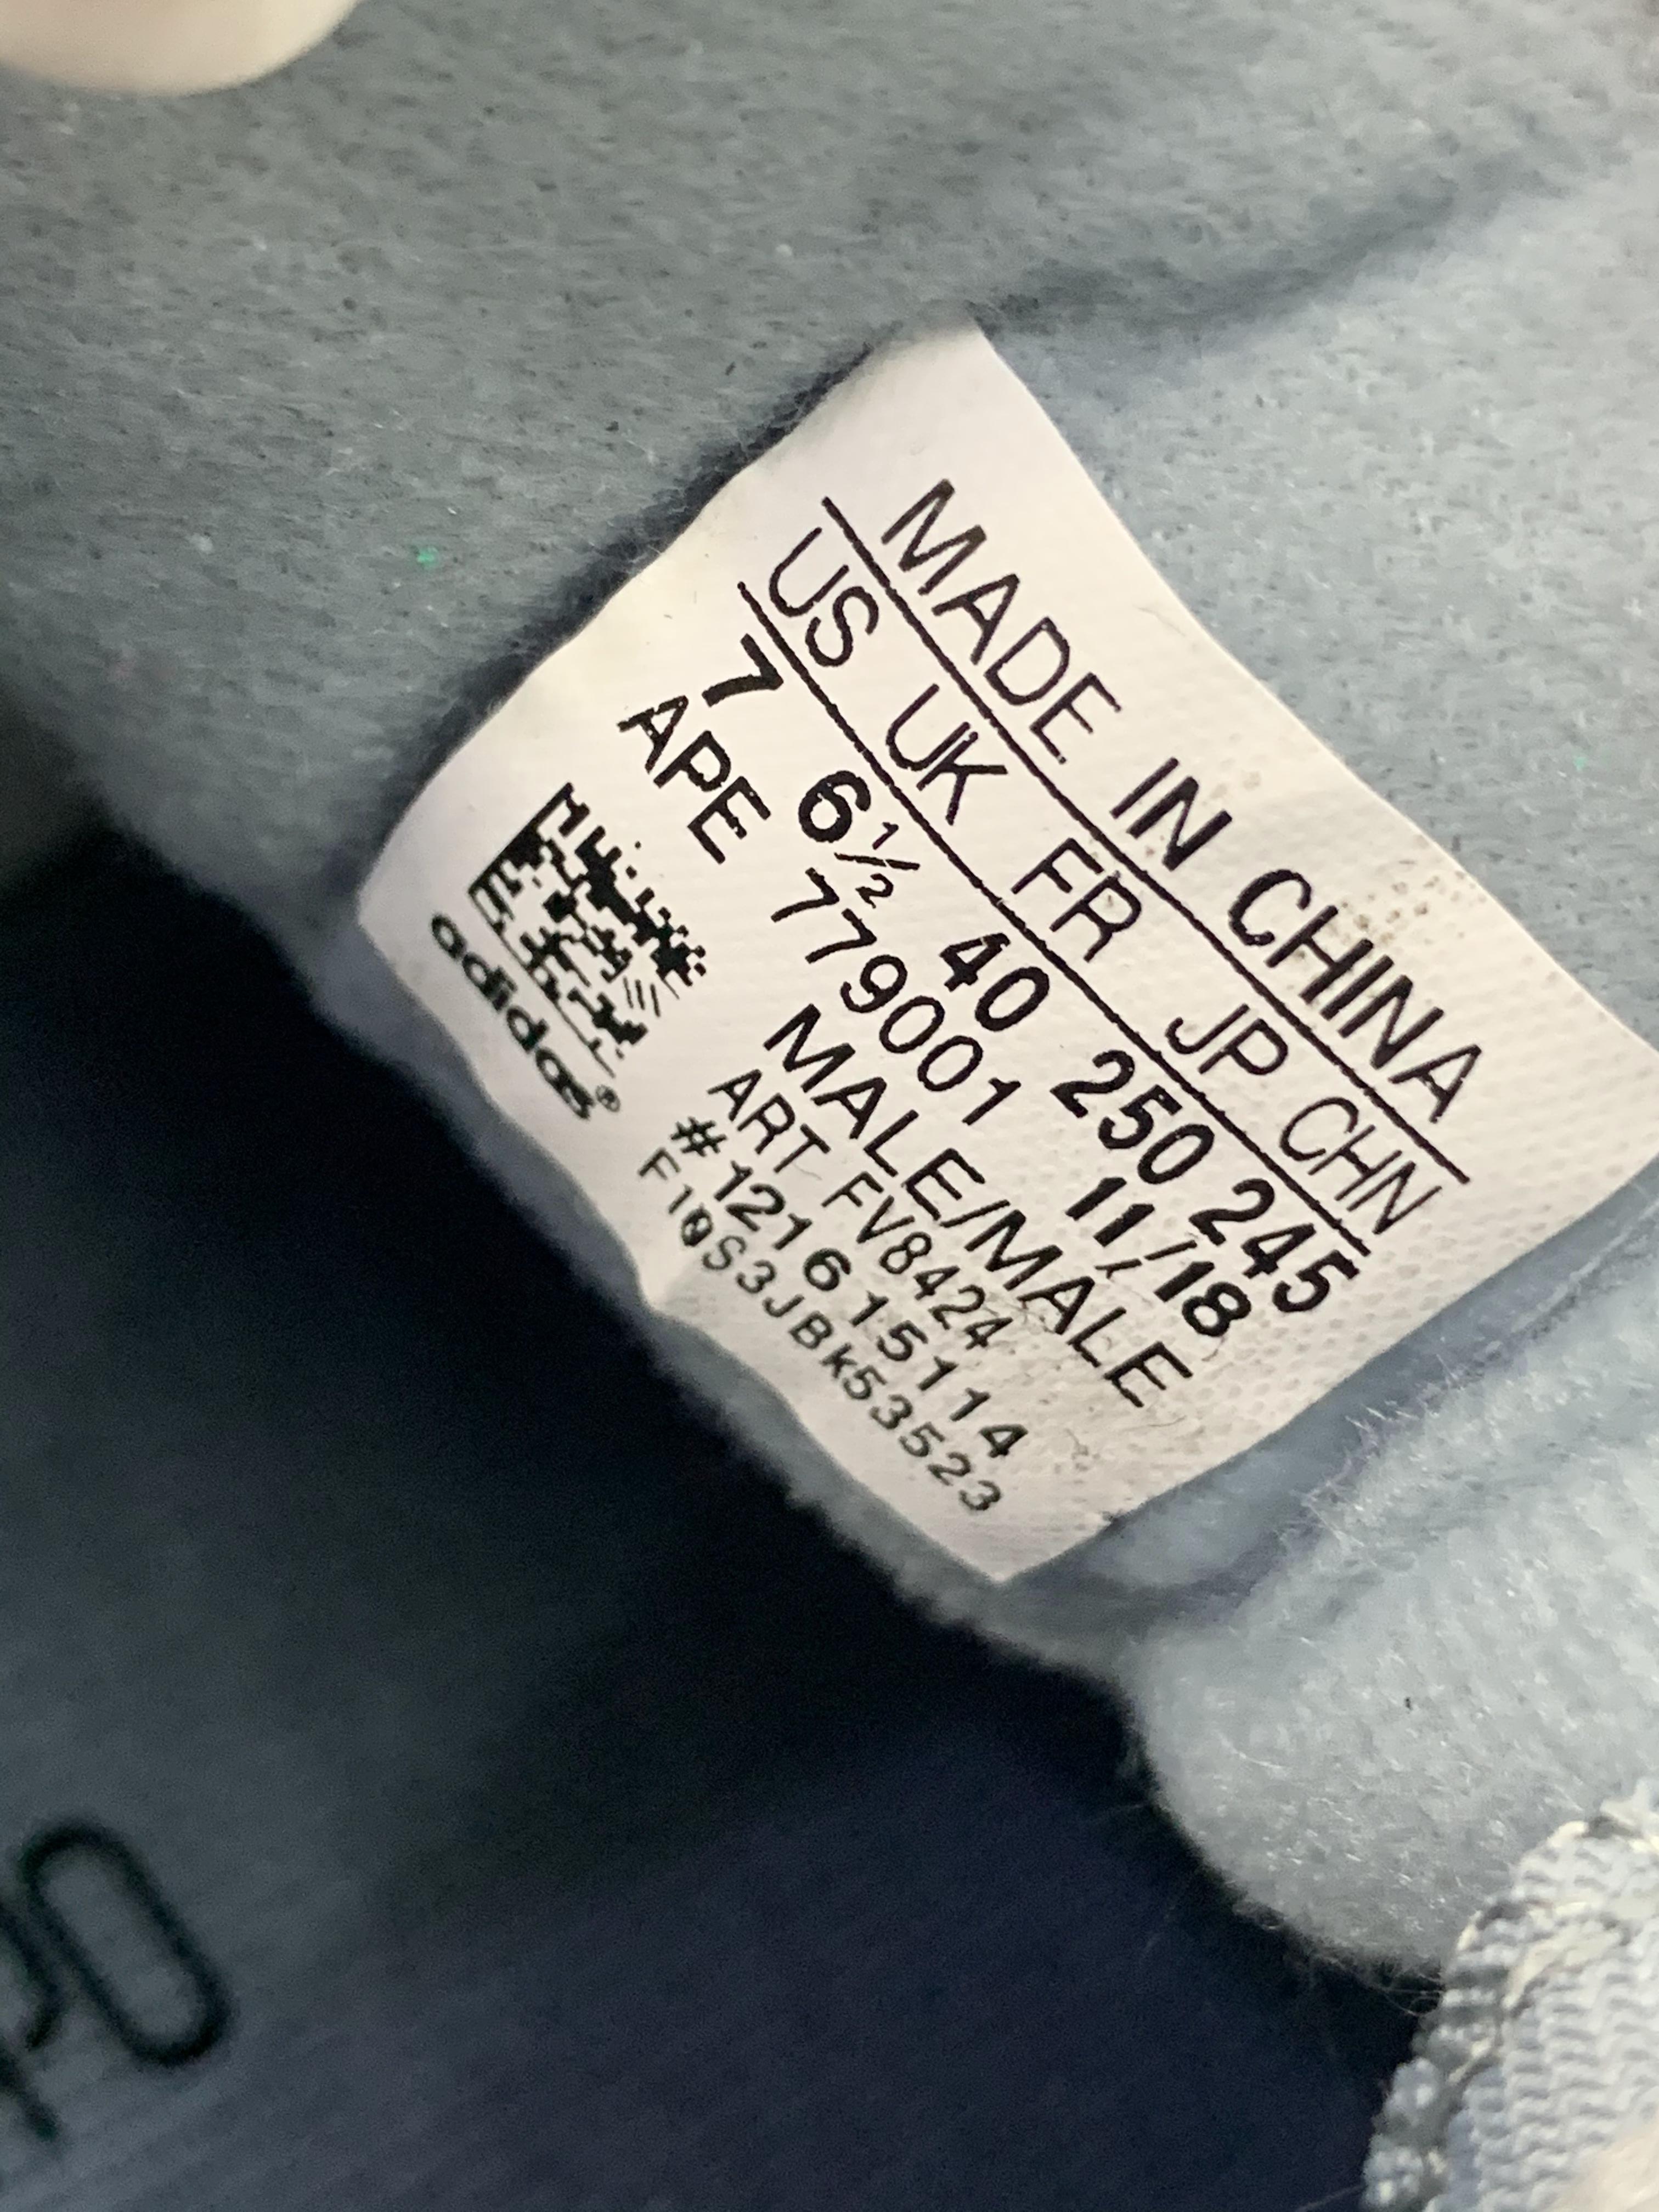 MADE IN CHINA
US UK FR JP CHN
7 6½ 40 250 245
APE 779001 11/18
MALE/MALE
ART FV8424
#121615114
F10S3JBk53523
adidas®